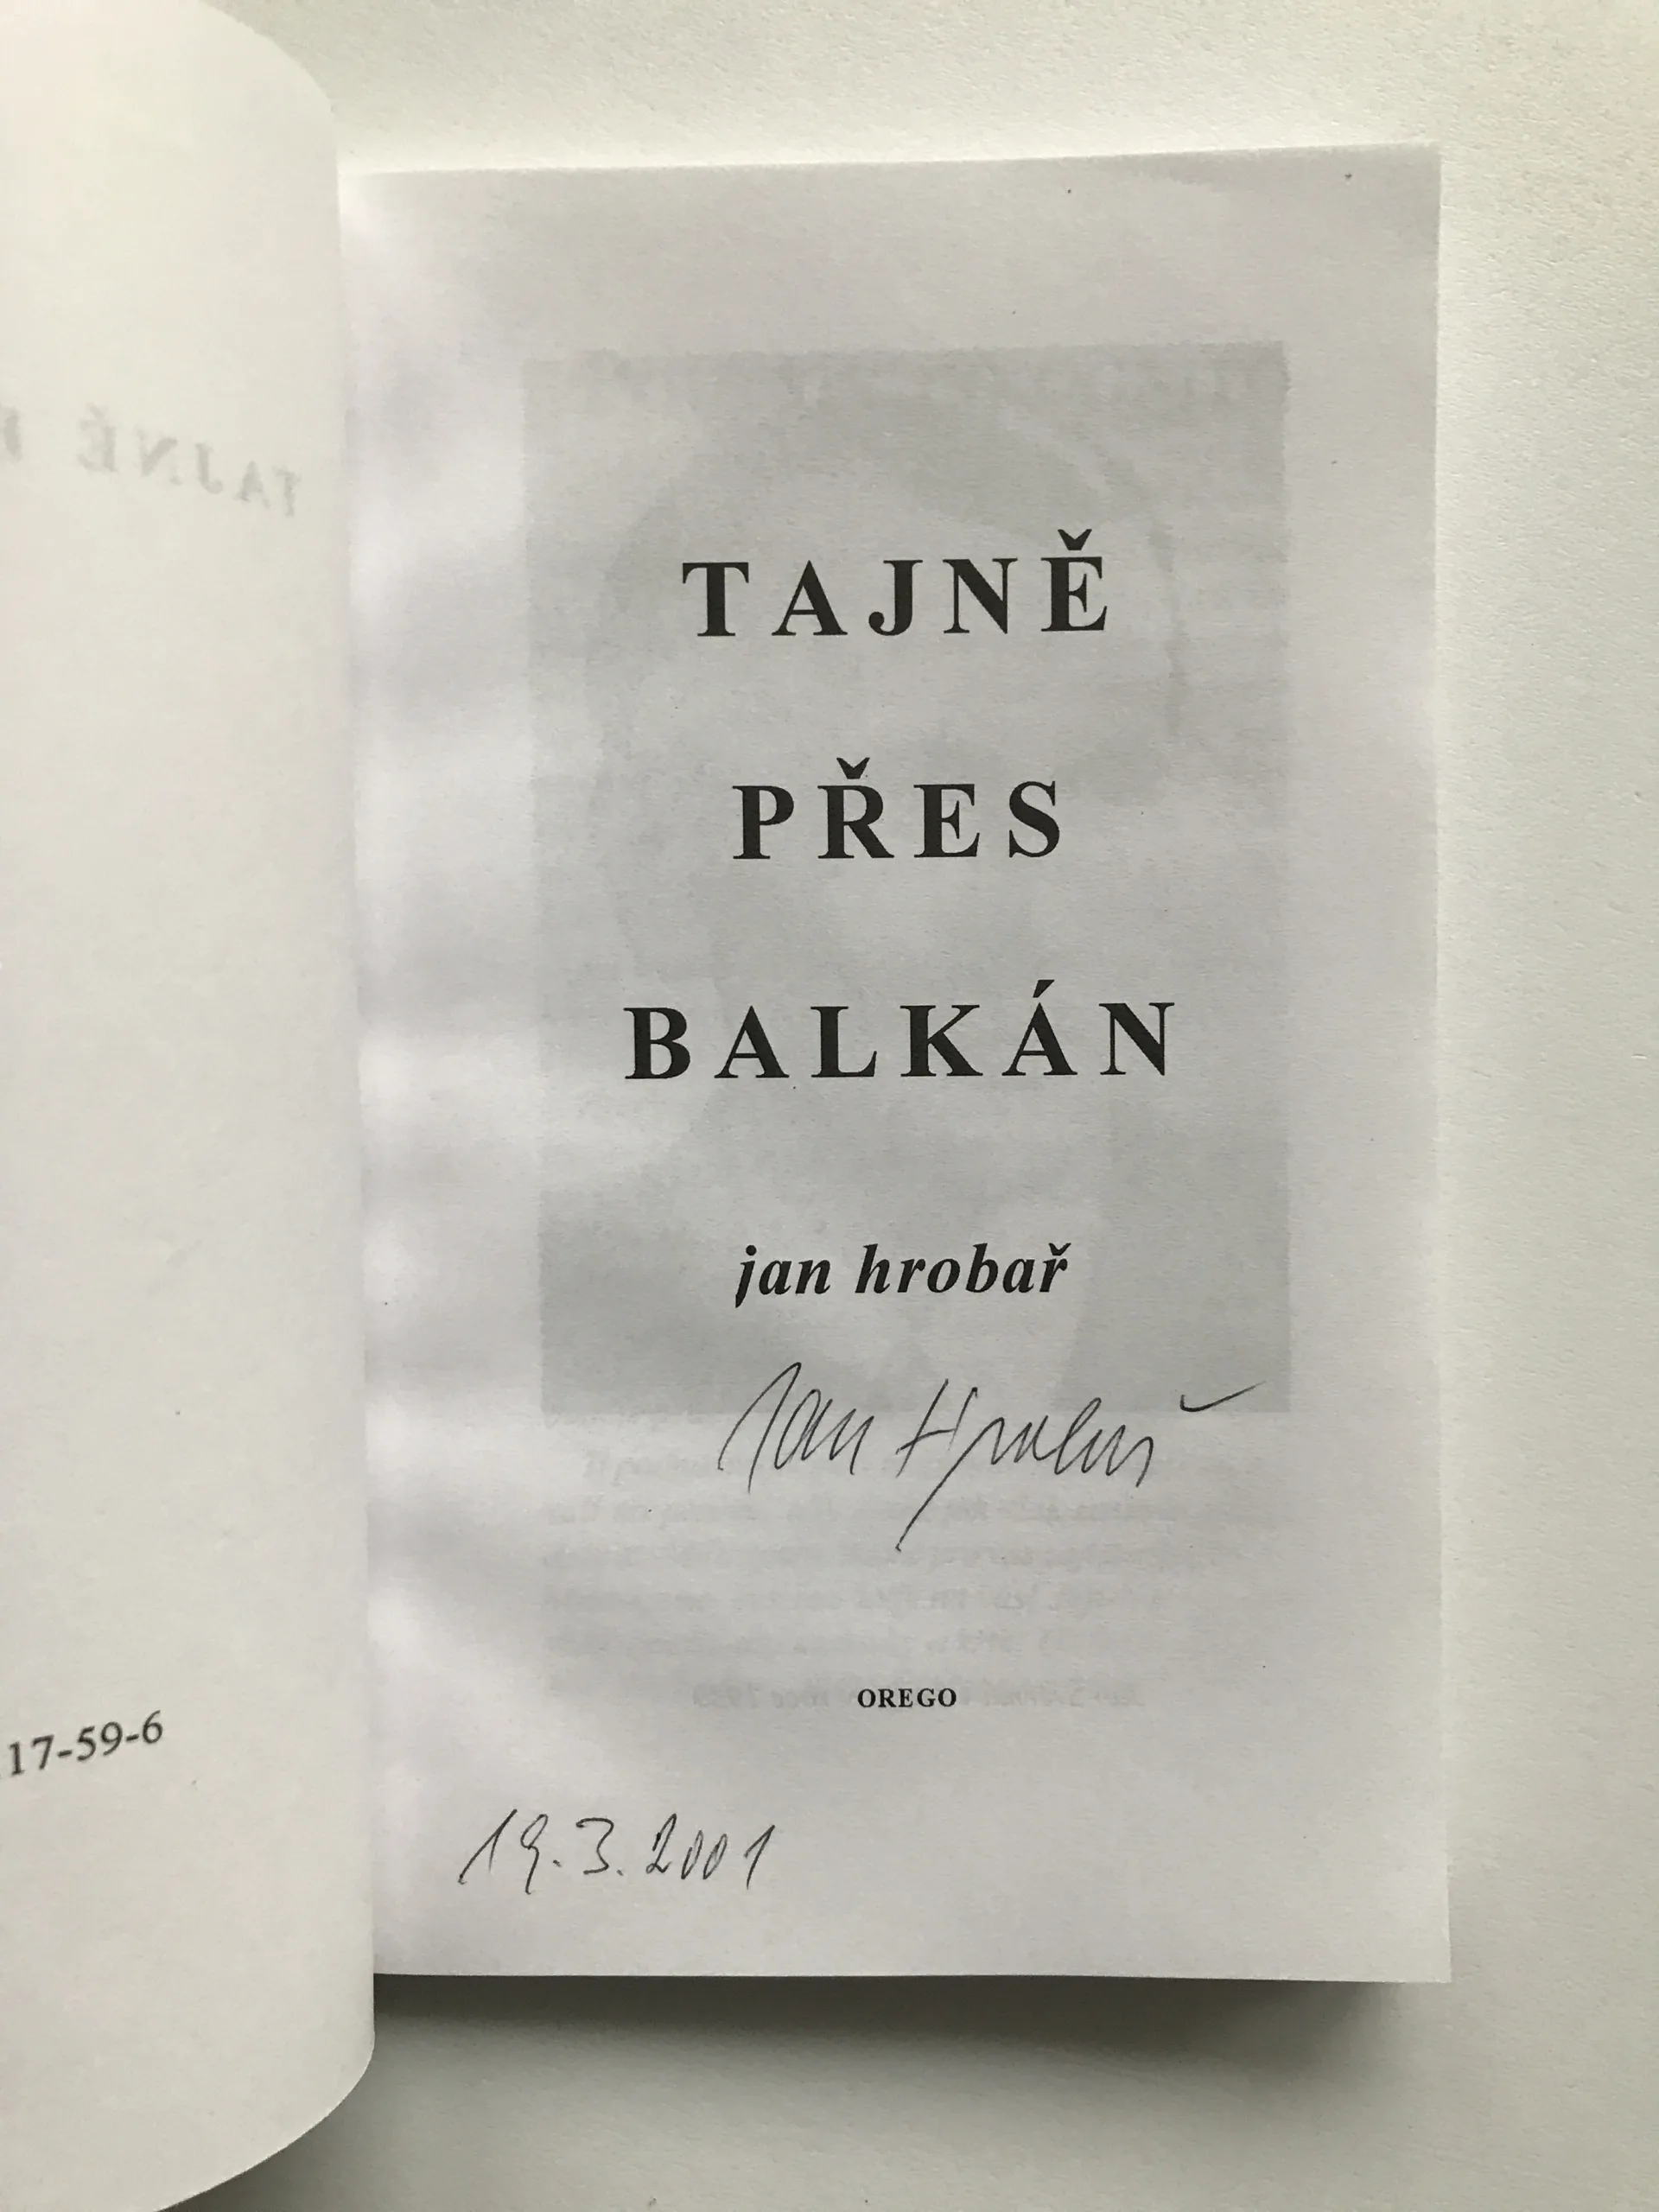 17-59-6
TAJNĚ
PŘES
BALKÁN
jan hrobař
Jan Hrobař
OREGO
19.3.2001